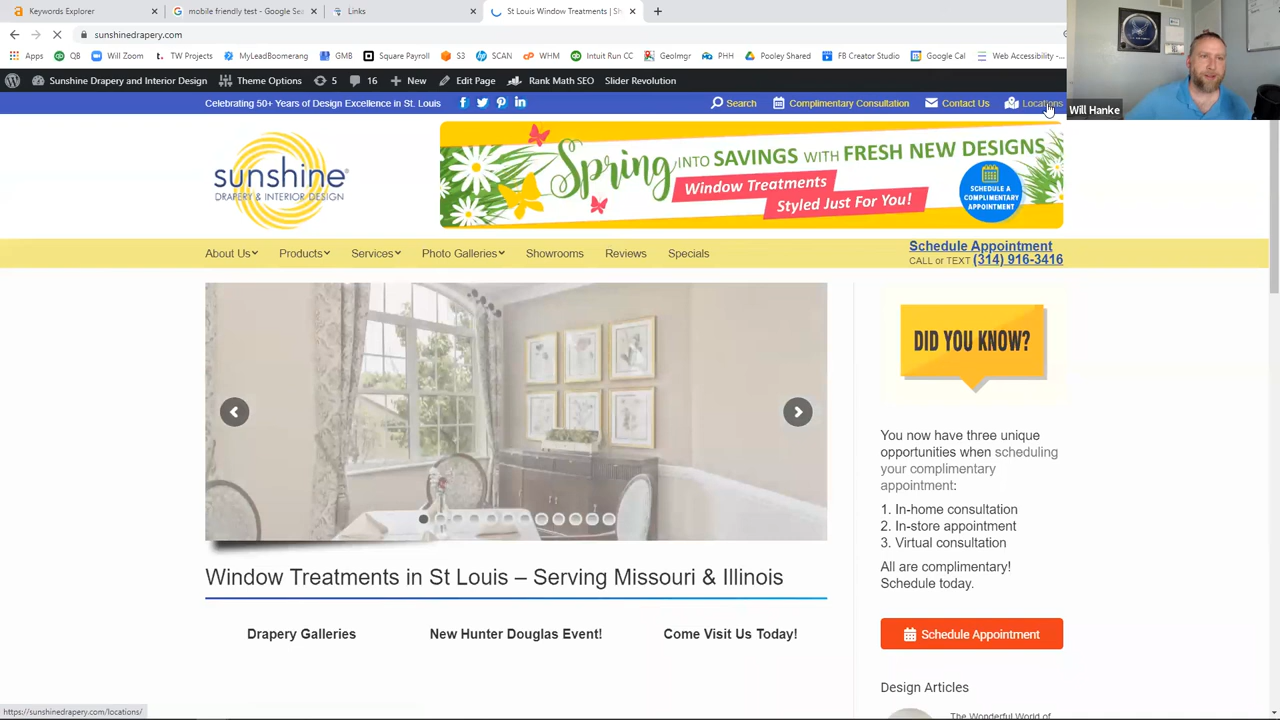 Keywords Explorer
mobile friendly test - Google Sea
Links
St Louis Window Treatments | Sh
sunshinedrapery.com
Apps
QB
Will Zoom
TW Projects
MyLeadBoomerang
GMB
Square Payroll
S3
SCAN
WHM
Intuit Run CC
GeoImgr
PHH
Pooley Shared
FB Creator Studio
Google Cal
Web Accessibility -...
Sunshine Drapery and Interior Design
Theme Options
5
16
New
Edit Page
Rank Math SEO
Slider Revolution
Will Hanke
Celebrating 50+ Years of Design Excellence in St. Louis
Search
Complimentary Consultation
Contact Us
Locations
sunshine
DRAPERY & INTERIOR DESIGN
Spring INTO SAVINGS WITH FRESH NEW DESIGNS
Window Treatments
Styled Just For You!
SCHEDULE A
COMPLIMENTARY
APPOINTMENT
About Us
Products
Services
Photo Galleries
Showrooms
Reviews
Specials
Schedule Appointment
CALL or TEXT (314) 916-3416
DID YOU KNOW?
You now have three unique
opportunities when scheduling
your complimentary
appointment:
1. In-home consultation
2. In-store appointment
3. Virtual consultation
All are complimentary!
Schedule today.
Schedule Appointment
Window Treatments in St Louis – Serving Missouri & Illinois
Drapery Galleries
New Hunter Douglas Event!
Come Visit Us Today!
Design Articles
The Wonderful World of
https://sunshinedrapery.com/locations/